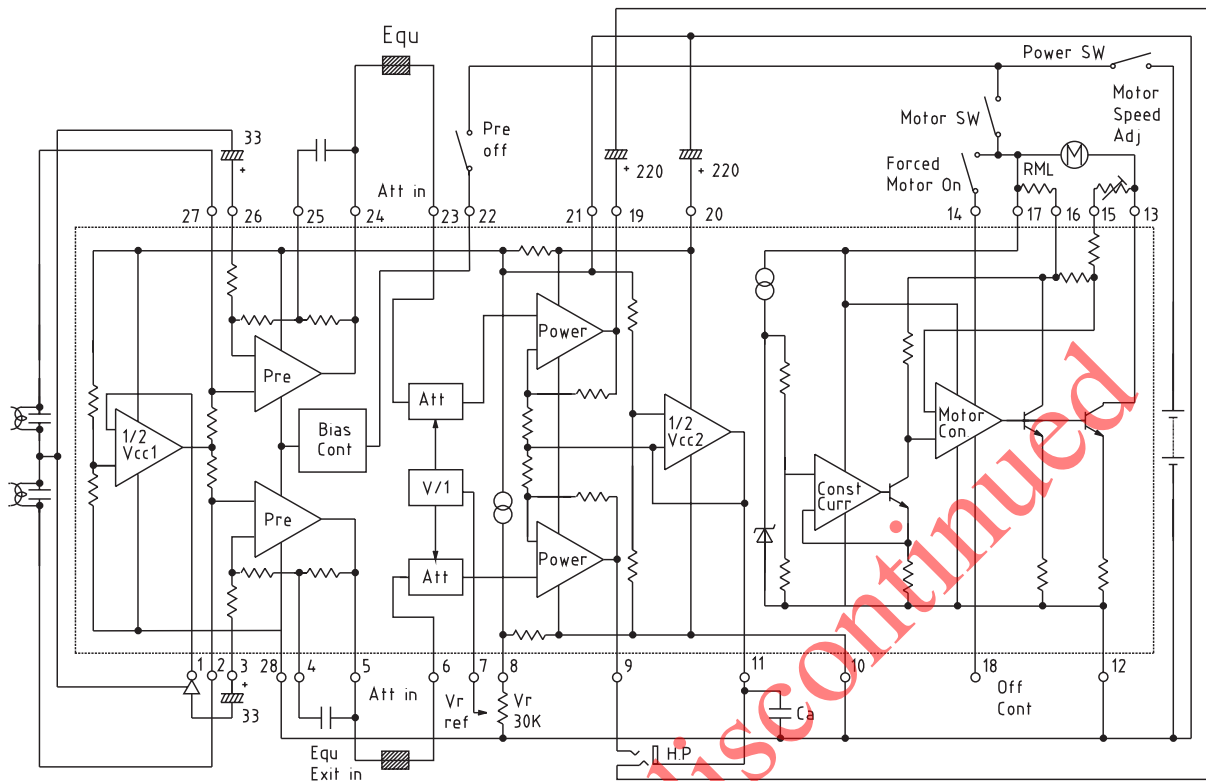 Equ
Power SW
Motor
Speed
Adj
33
+
Pre
off
Motor SW
Att in
+ 220
+ 220
Forced
Motor On
RML
M
27
26
25
24
23
22
21
19
20
14
17
16
15
13
Power
Pre
Att
Motor
Con
1/2
Vcc1
Bias
Cont
1/2
Vcc2
V/1
Const
Curr
Pre
Power
Att
1
2
3
28
4
5
6
7
8
9
11
10
18
12
+
33
Att in
Vr
ref
Vr
30K
Ca
Off
Cont
Equ
Exit in
H.P
discontinued